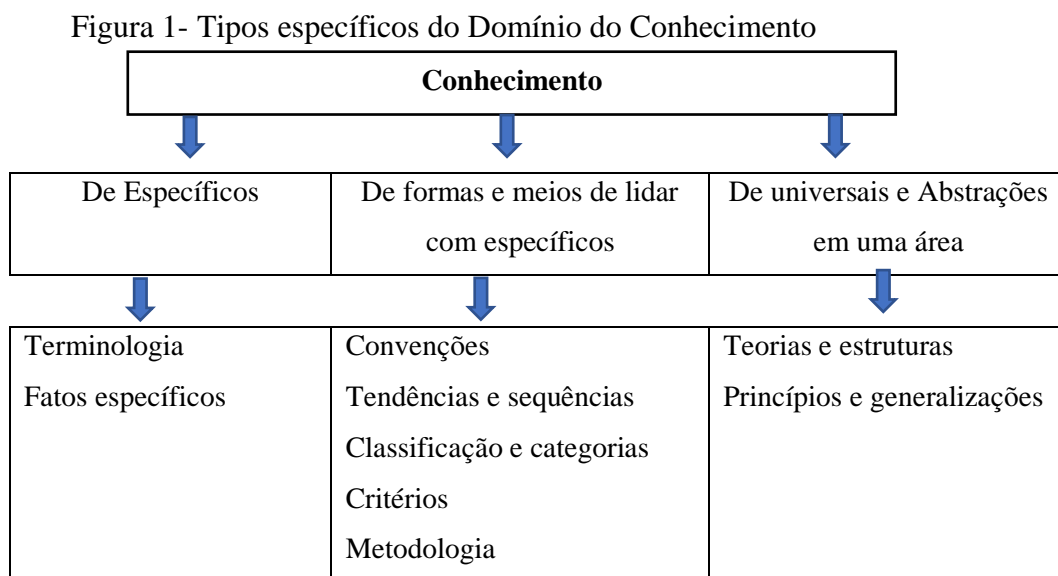 Figura 1- Tipos específicos do Domínio do Conhecimento
Conhecimento
De Específicos
De formas e meios de lidar
com específicos
De universais e Abstrações
em uma área
Terminologia
Fatos específicos
Convenções
Tendências e sequências
Classificação e categorias
Critérios
Metodologia
Teorias e estruturas
Princípios e generalizações